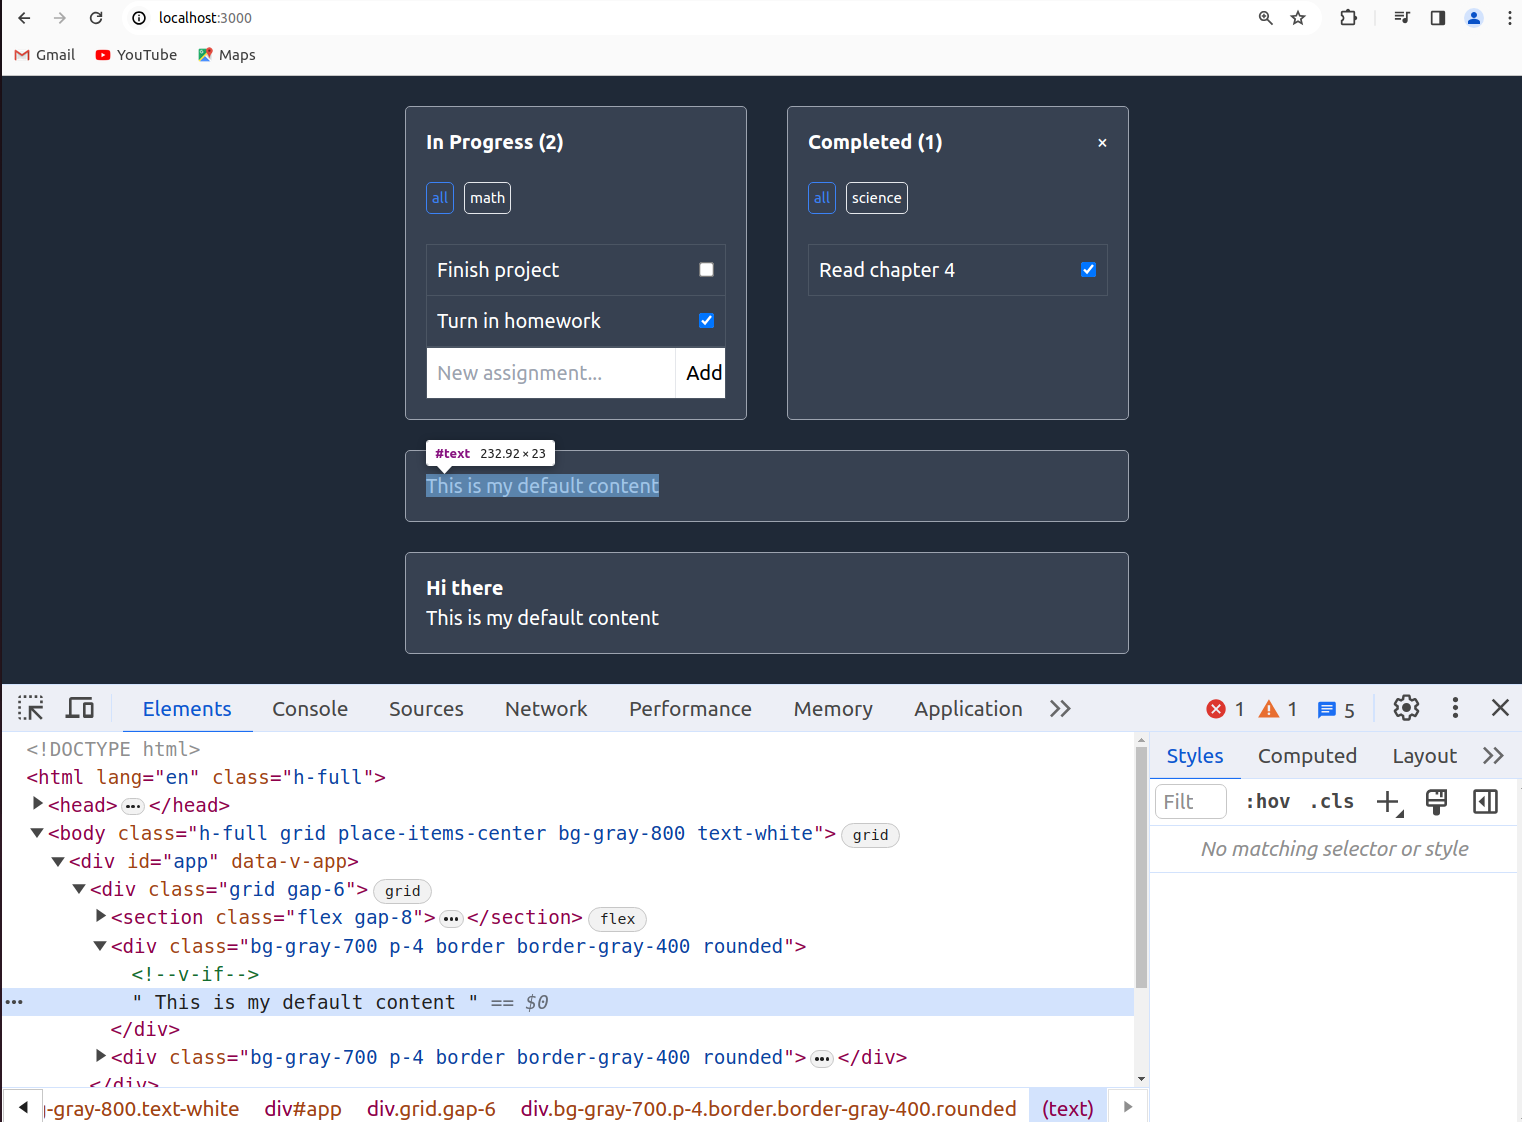 localhost:3000
Gmail YouTube Maps
In Progress (2)
all math
Finish project
Turn in homework
New assignment... Add
Completed (1) ×
all science
Read chapter 4
#text 232.92 × 23
This is my default content
Hi there
This is my default content
Elements Console Sources Network Performance Memory Application 1 1 5
<!DOCTYPE html>
<html lang="en" class="h-full">
<head> ••• </head>
<body class="h-full grid place-items-center bg-gray-800 text-white"> grid
<div id="app" data-v-app>
<div class="grid gap-6"> grid
<section class="flex gap-8"> ••• </section> flex
<div class="bg-gray-700 p-4 border border-gray-400 rounded">
<!--v-if-->
" This is my default content " == $0
</div>
<div class="bg-gray-700 p-4 border border-gray-400 rounded"> ••• </div>
</div>
-gray-800.text-white div#app div.grid.gap-6 div.bg-gray-700.p-4.border.border-gray-400.rounded (text)
Styles Computed Layout
Filt :hov .cls
No matching selector or style